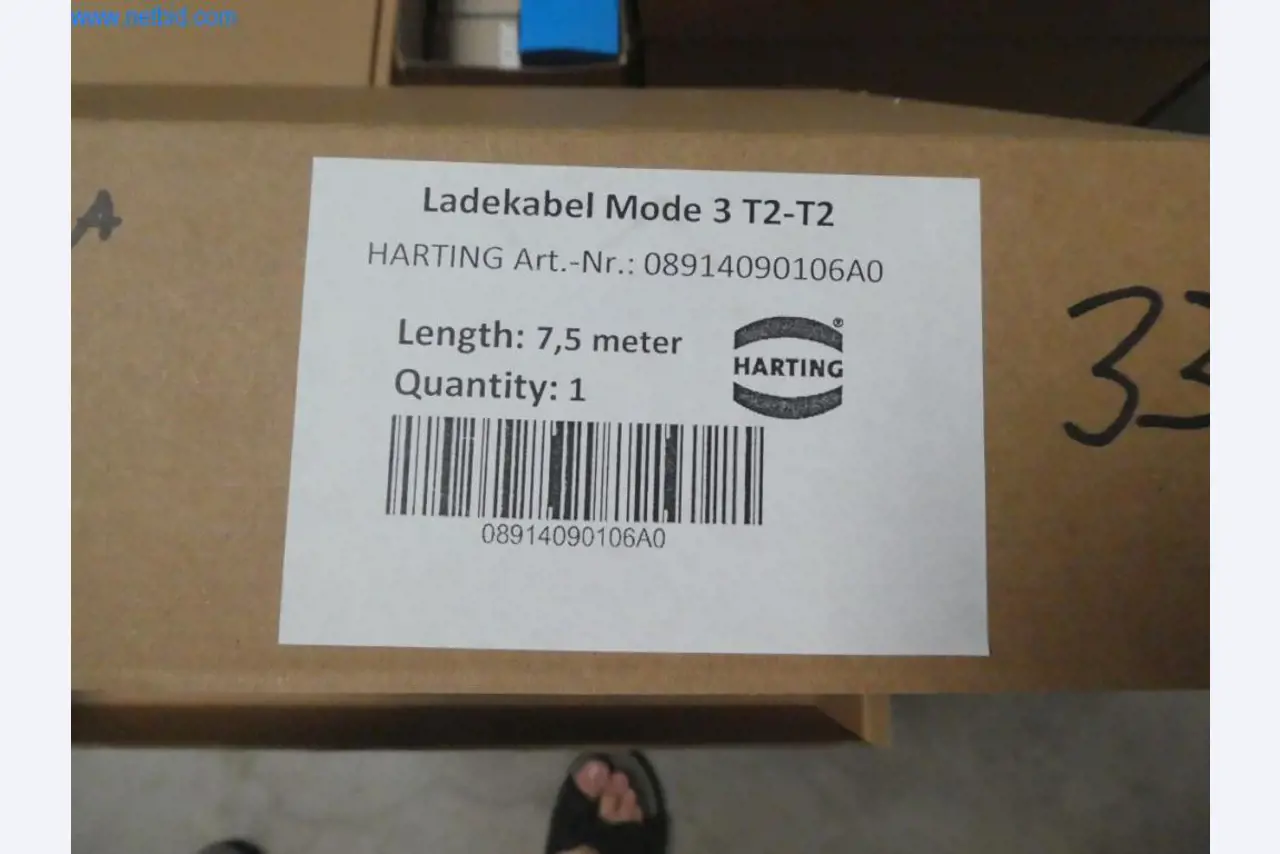 www.netbid.com
A
Ladekabel Mode 3 T2-T2
HARTING Art.-Nr.: 08914090106A0
Length: 7,5 meter
HARTING®
Quantity: 1
08914090106A0
33